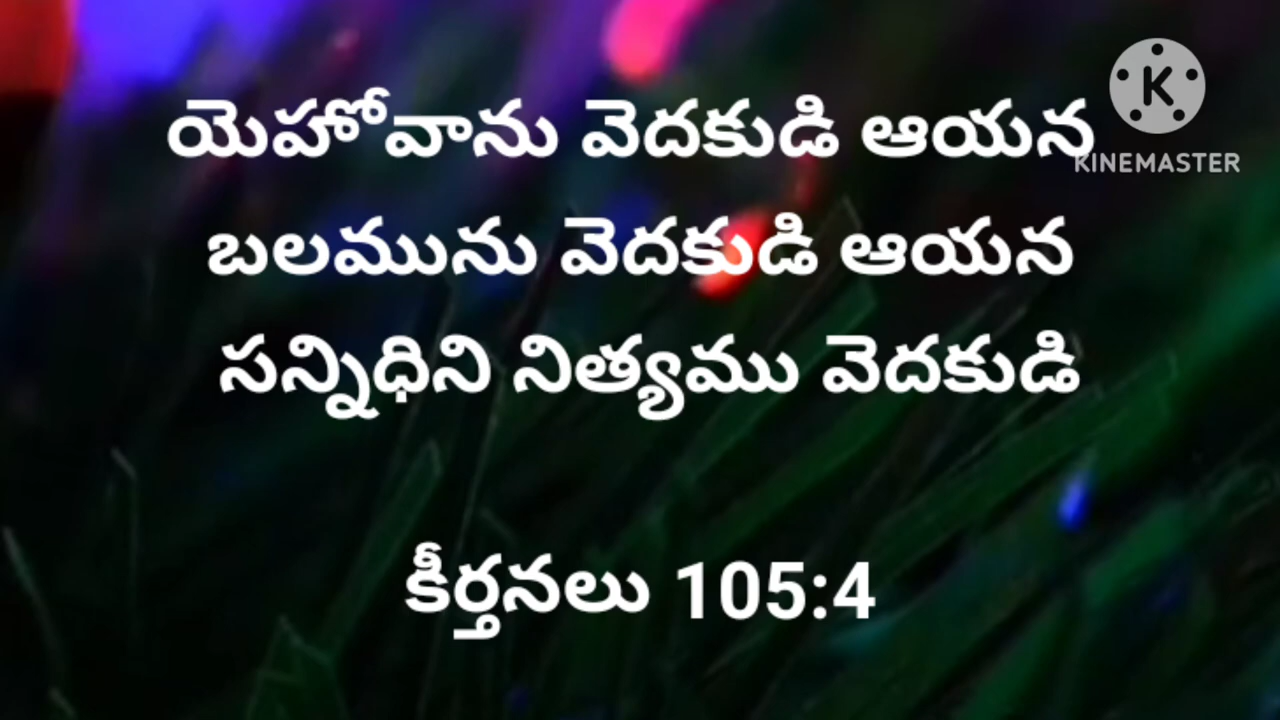 యెహోవాను వెదకుడి ఆయన
KINEMASTER
బలమును వెదకుడి ఆయన
సన్నిధిని నిత్యము వెదకుడి
కీర్తనలు 105:4